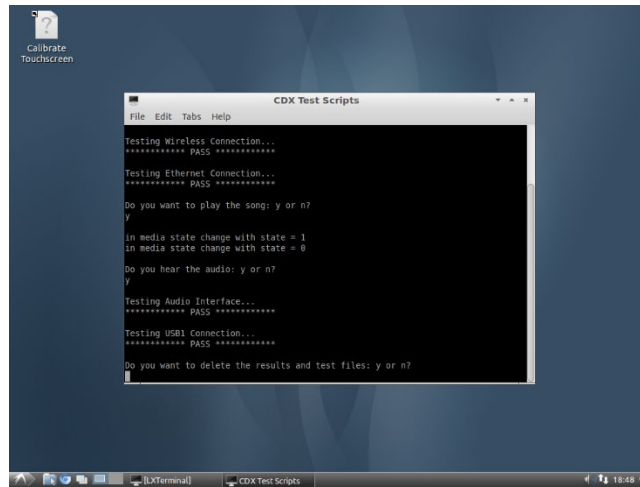 Calibrate
Touchscreen
CDX Test Scripts
File Edit Tabs Help
Testing Wireless Connection...
************ PASS ************
Testing Ethernet Connection...
************ PASS ************
Do you want to play the song: y or n?
y
in media state change with state = 1
in media state change with state = 0
Do you hear the audio: y or n?
y
Testing Audio Interface...
************ PASS ************
Testing USB1 Connection...
************ PASS ************
Do you want to delete the results and test files: y or n?
[LXTerminal] CDX Test Scripts 18:48